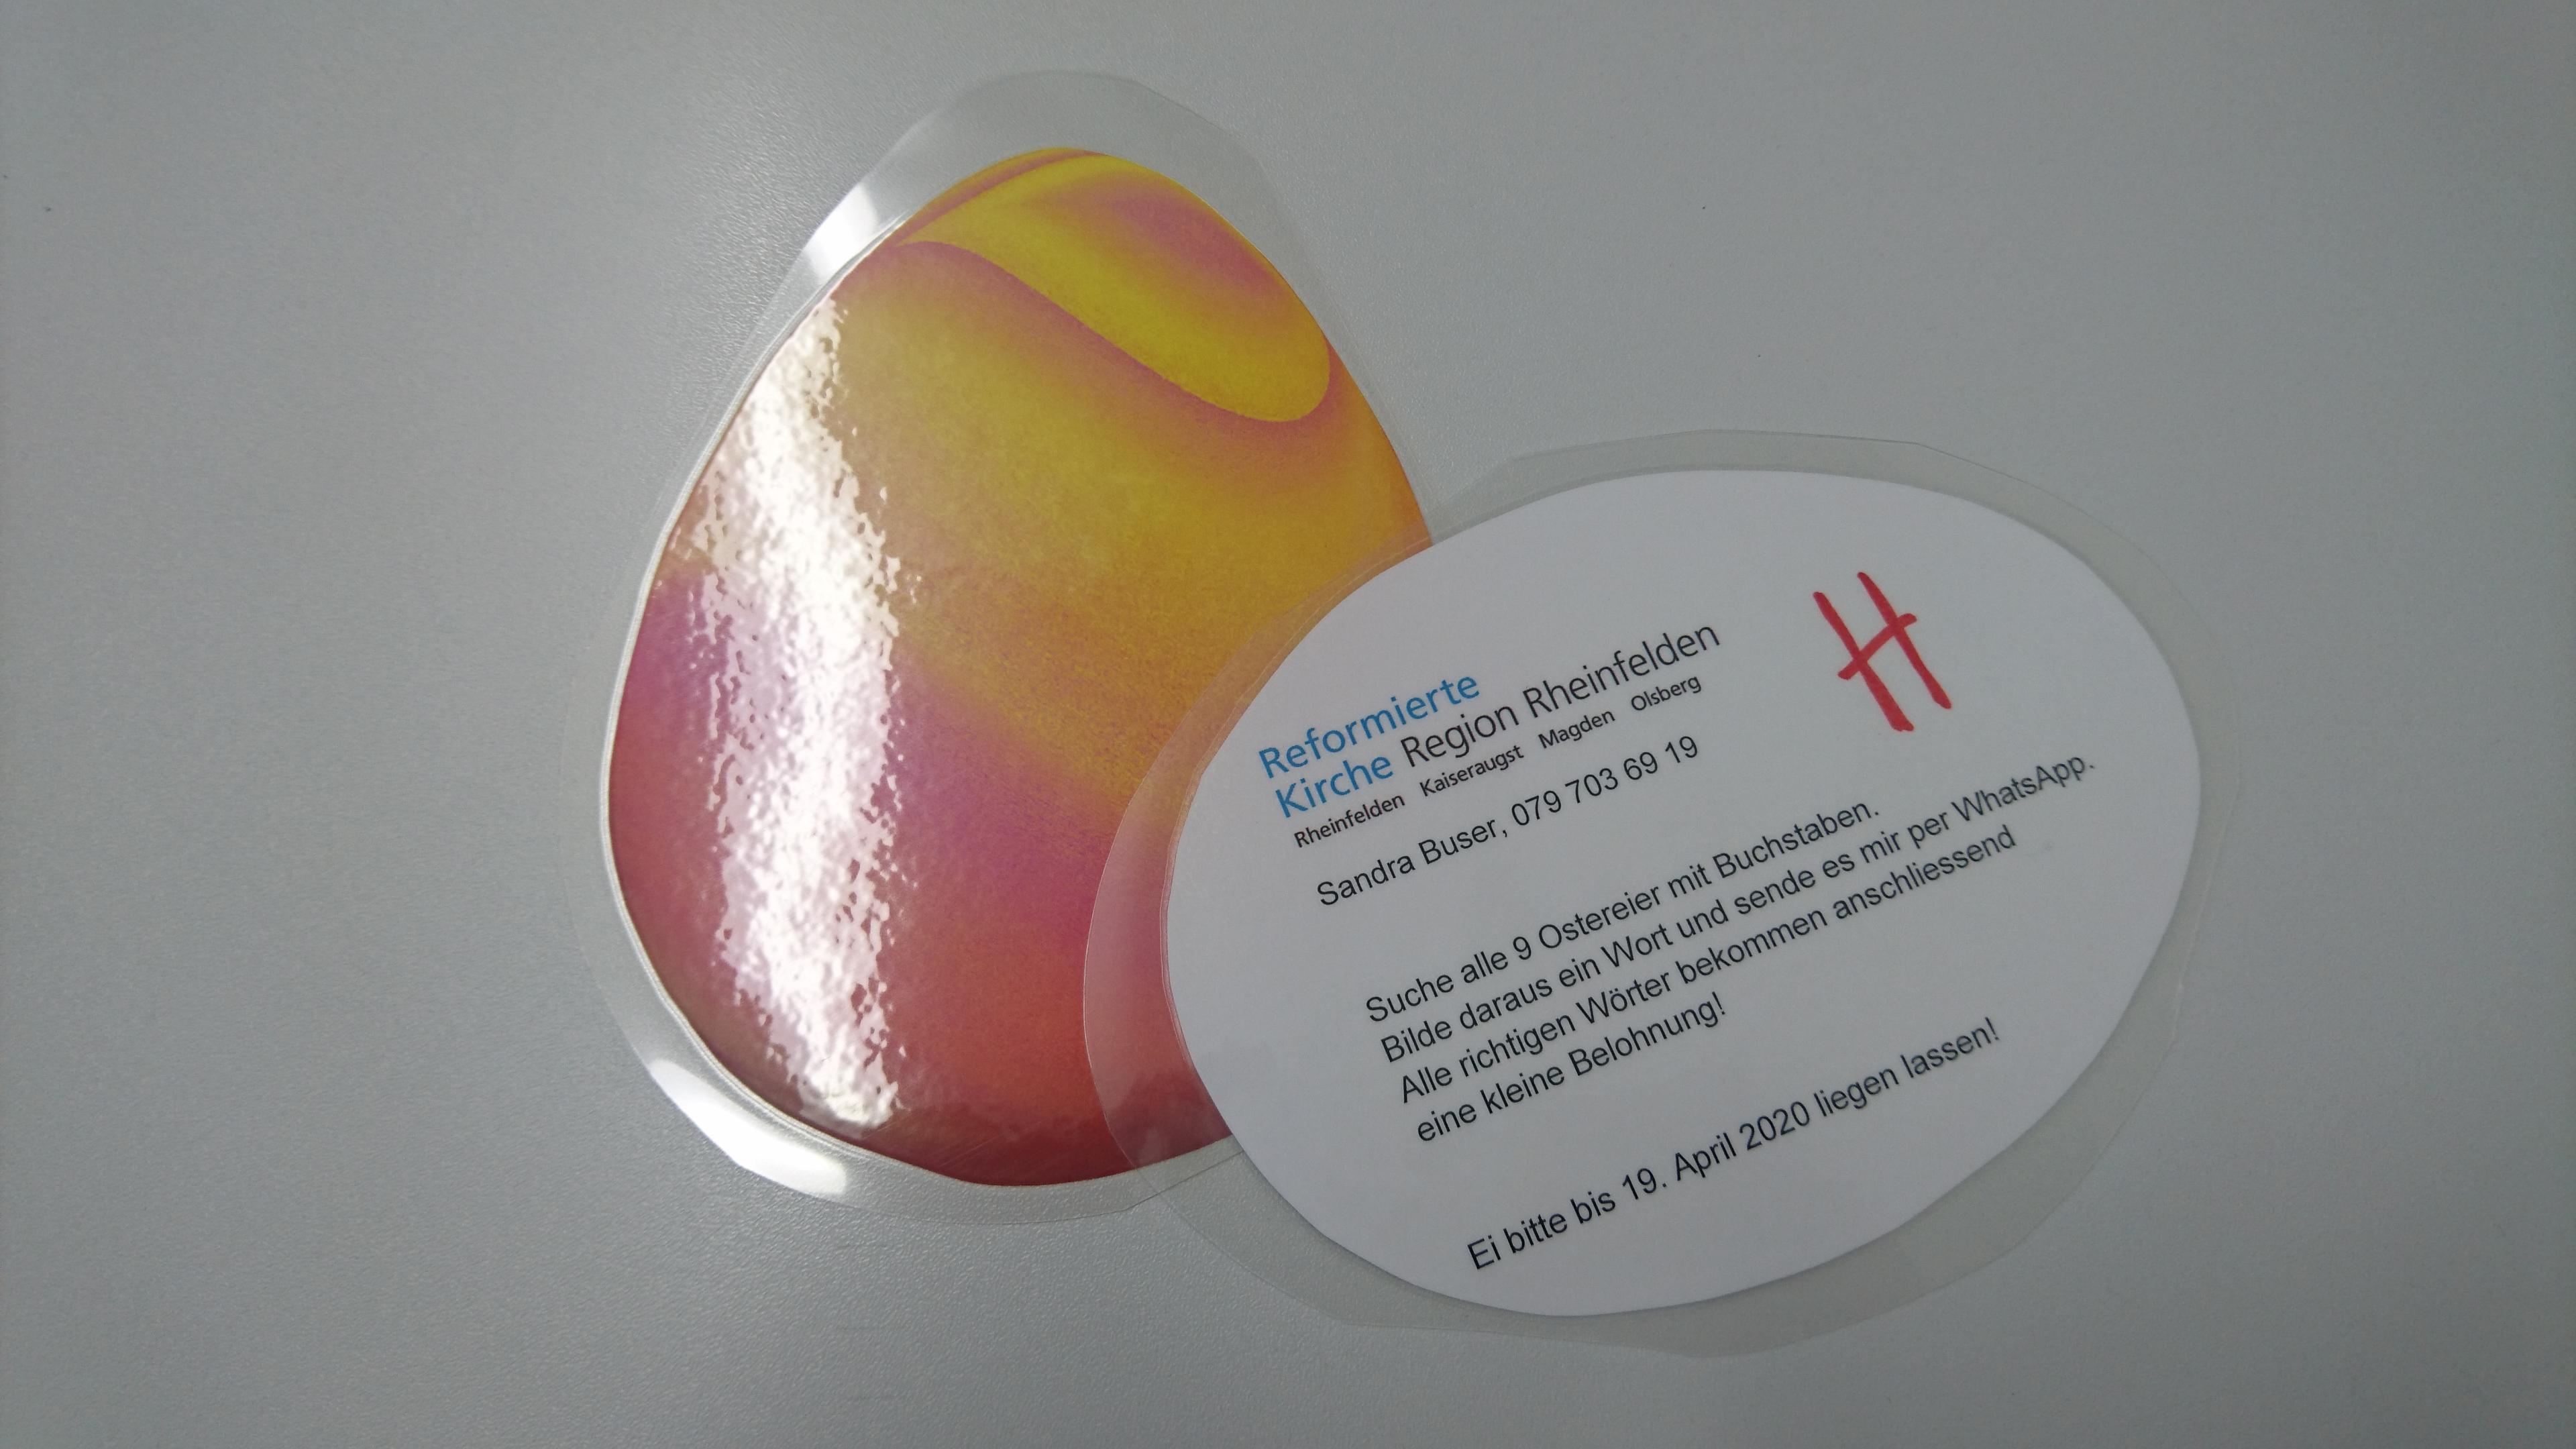 Reformierte
Kirche Region Rheinfelden
Rheinfelden Kaiseraugst Magden Olsberg
H
Sandra Buser, 079 703 69 19
Suche alle 9 Ostereier mit Buchstaben.
Bilde daraus ein Wort und sende es mir per WhatsApp.
Alle richtigen Wörter bekommen anschliessend
eine kleine Belohnung!
Ei bitte bis 19. April 2020 liegen lassen!